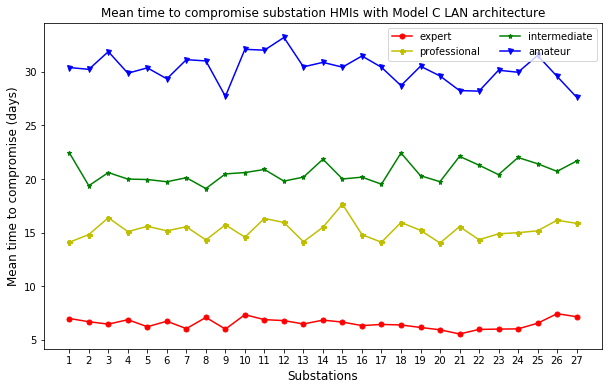 Mean time to compromise substation HMIs with Model C LAN architecture
expert
professional
intermediate
amateur
Mean time to compromise (days)
30
25
20
15
10
5
1 2 3 4 5 6 7 8 9 10 11 12 13 14 15 16 17 18 19 20 21 22 23 24 25 26 27
Substations